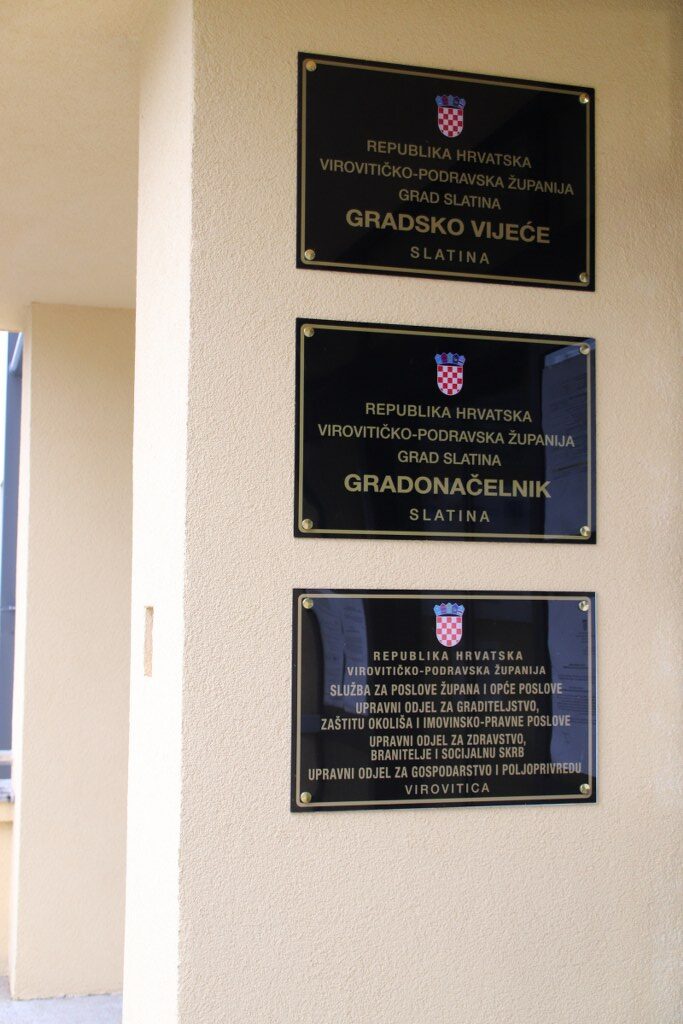 REPUBLIKA HRVATSKA
VIROVITIČKO-PODRAVSKA ŽUPANIJA
GRAD SLATINA
GRADSKO VIJEĆE
SLATINA
REPUBLIKA HRVATSKA
VIROVITIČKO-PODRAVSKA ŽUPANIJA
GRAD SLATINA
GRADONAČELNIK
SLATINA
REPUBLIKA HRVATSKA
VIROVITIČKO-PODRAVSKA ŽUPANIJA
SLUŽBA ZA POSLOVE ŽUPANA I OPĆE POSLOVE
UPRAVNI ODJEL ZA GRADITELJSTVO,
ZAŠTITU OKOLIŠA I IMOVINSKO-PRAVNE POSLOVE
UPRAVNI ODJEL ZA ZDRAVSTVO,
BRANITELJE I SOCIJALNU SKRB
UPRAVNI ODJEL ZA GOSPODARSTVO I POLJOPRIVREDU
VIROVITICA